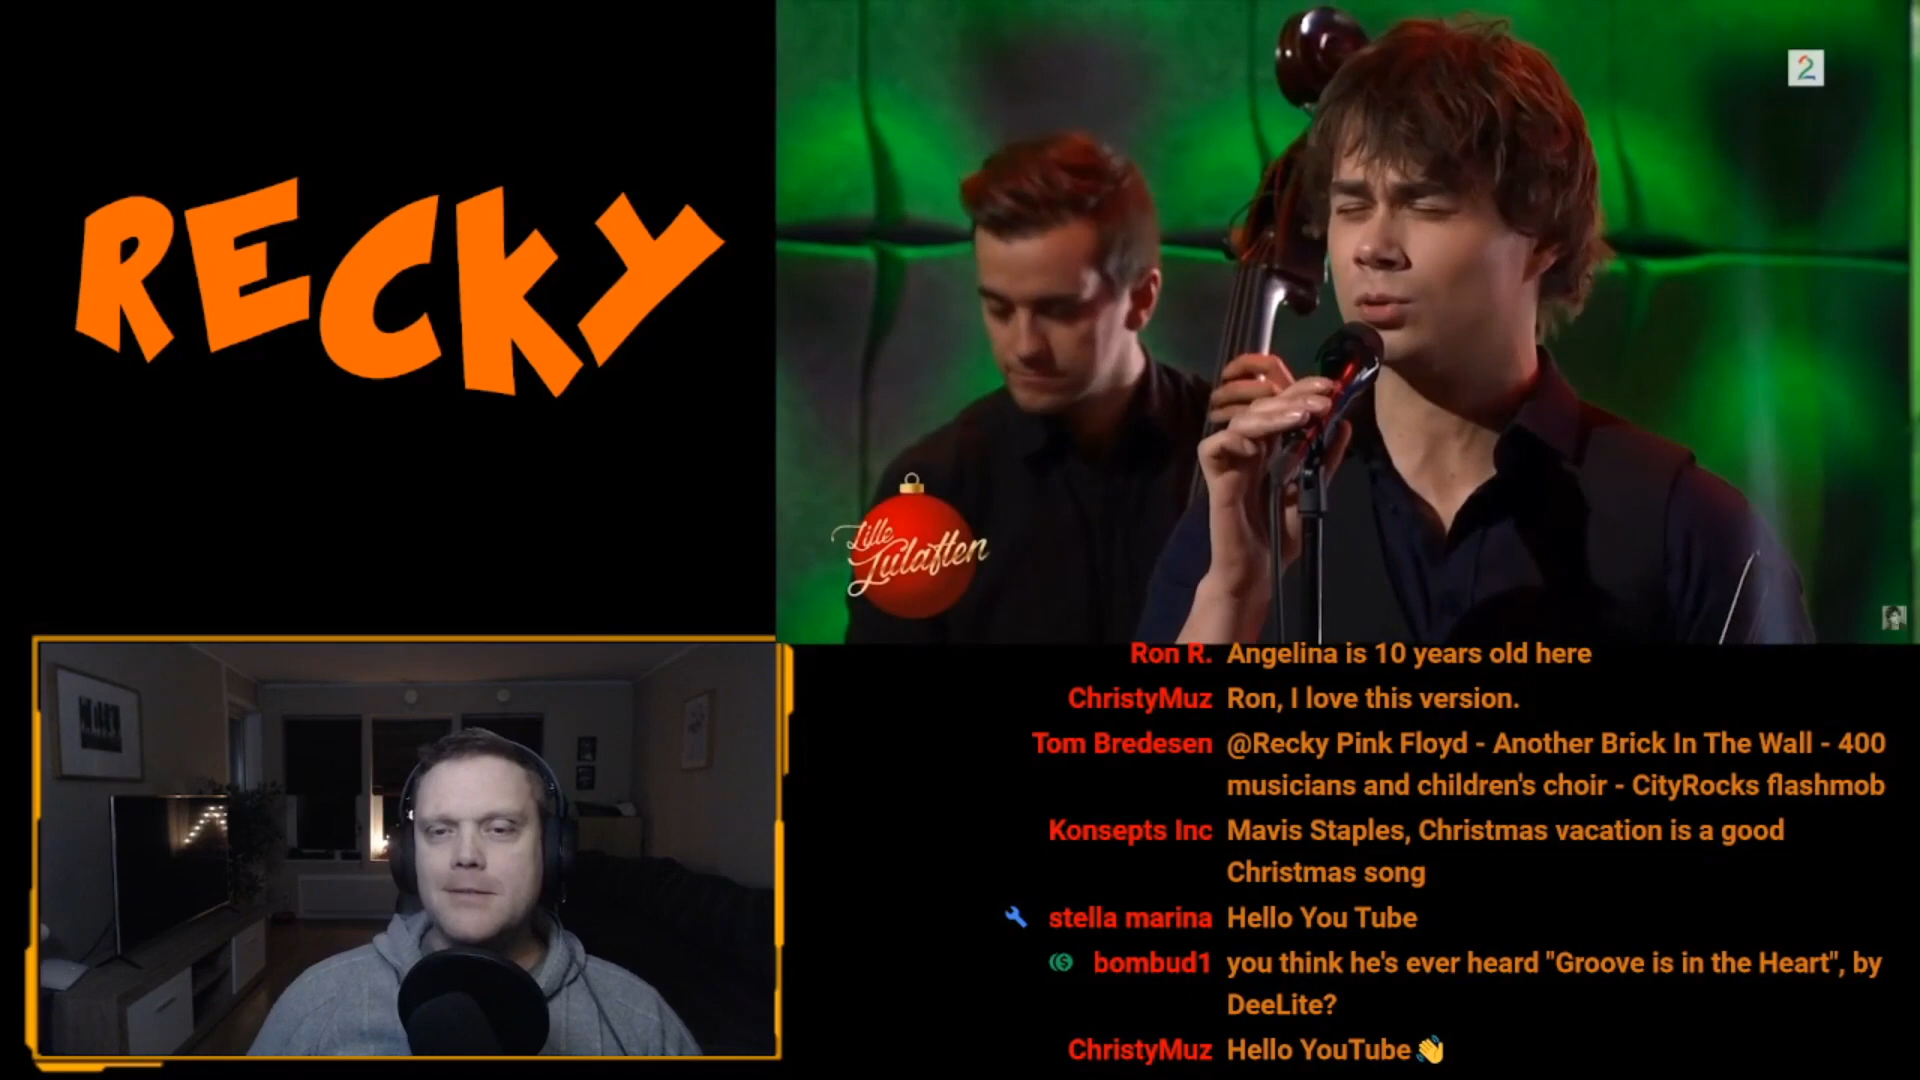 RECKY
2
Lille
Julaften
Ron R. Angelina is 10 years old here
ChristyMuz Ron, I love this version.
Tom Bredesen @Recky Pink Floyd - Another Brick In The Wall - 400
musicians and children's choir - CityRocks flashmob
Konsepts Inc Mavis Staples, Christmas vacation is a good
Christmas song
stella marina Hello You Tube
bombud1 you think he's ever heard "Groove is in the Heart", by
DeeLite?
ChristyMuz Hello YouTube👋